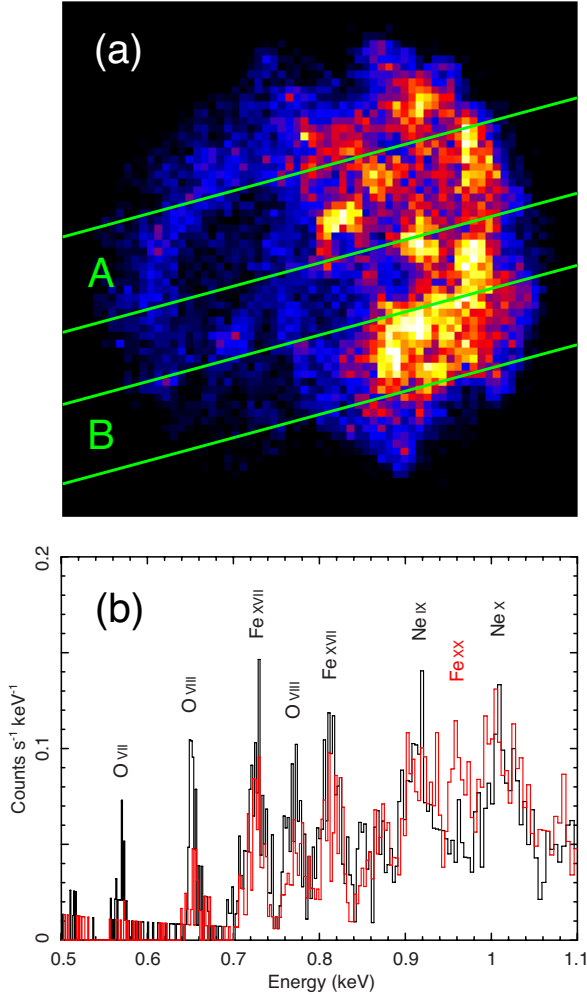 (a)
A
B
(b)
O VII
O VIII
Fe XVII
O VIII
Fe XVII
Ne IX
Fe XX
Ne X
Counts s⁻¹ keV⁻¹
0.2
0.1
0
0.5 0.6 0.7 0.8 0.9 1 1.1
Energy (keV)